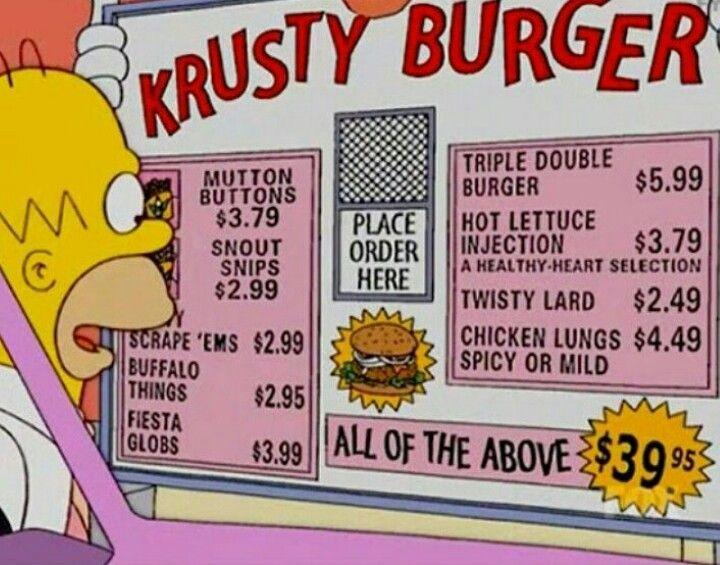 KRUSTY BURGER
MUTTON
BUTTONS
$3.79
SNOUT
SNIPS
$2.99
SCRAPE 'EMS $2.99
BUFFALO
THINGS $2.95
FIESTA
GLOBS $3.99
PLACE
ORDER
HERE
TRIPLE DOUBLE
BURGER $5.99
HOT LETTUCE
INJECTION $3.79
A HEALTHY-HEART SELECTION
TWISTY LARD $2.49
CHICKEN LUNGS $4.49
SPICY OR MILD
ALL OF THE ABOVE $39.95